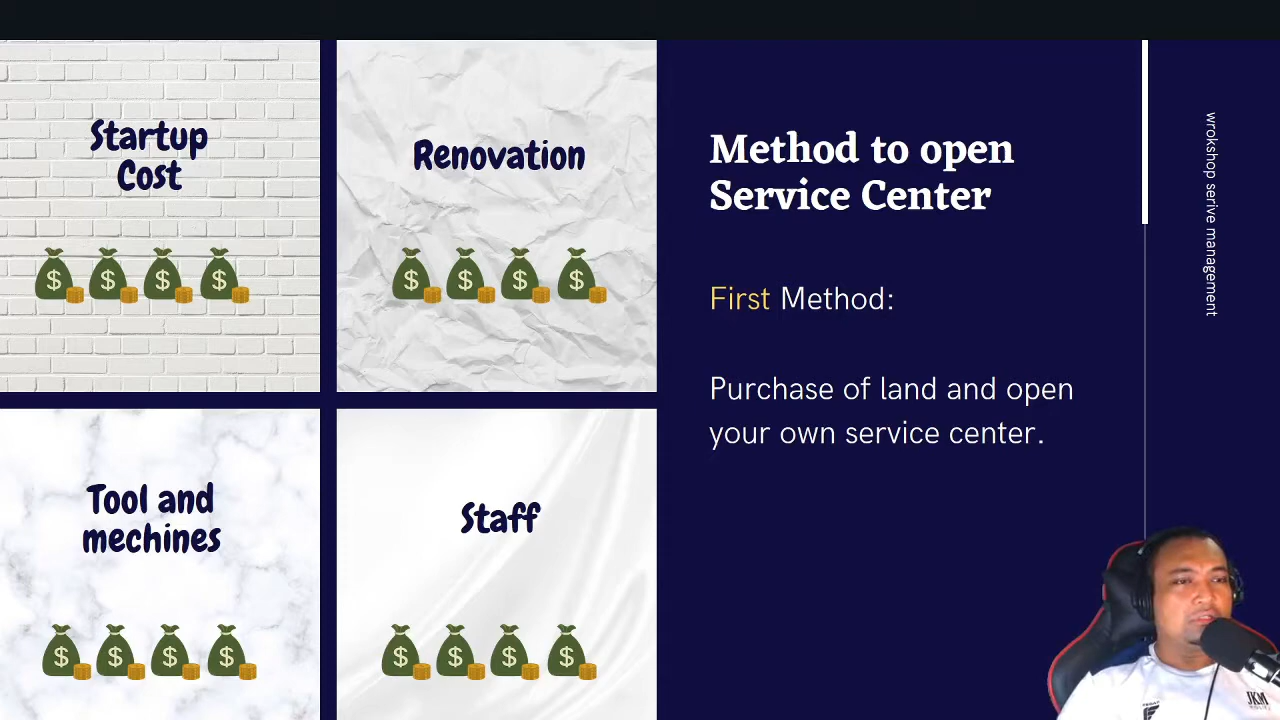 Startup
Cost
Renovation
Tool and
mechines
Staff
Method to open
Service Center
First Method:
Purchase of land and open
your own service center.
wrokshop serive management
JKM